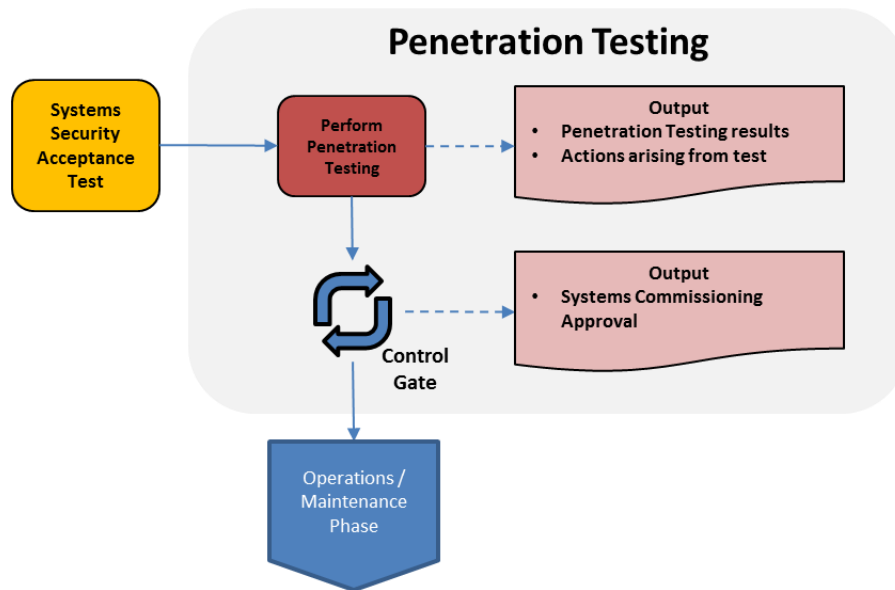 Penetration Testing
Systems
Security
Acceptance
Test
Perform
Penetration
Testing
Output
• Penetration Testing results
• Actions arising from test
Output
• Systems Commissioning
Approval
Control
Gate
Operations /
Maintenance
Phase